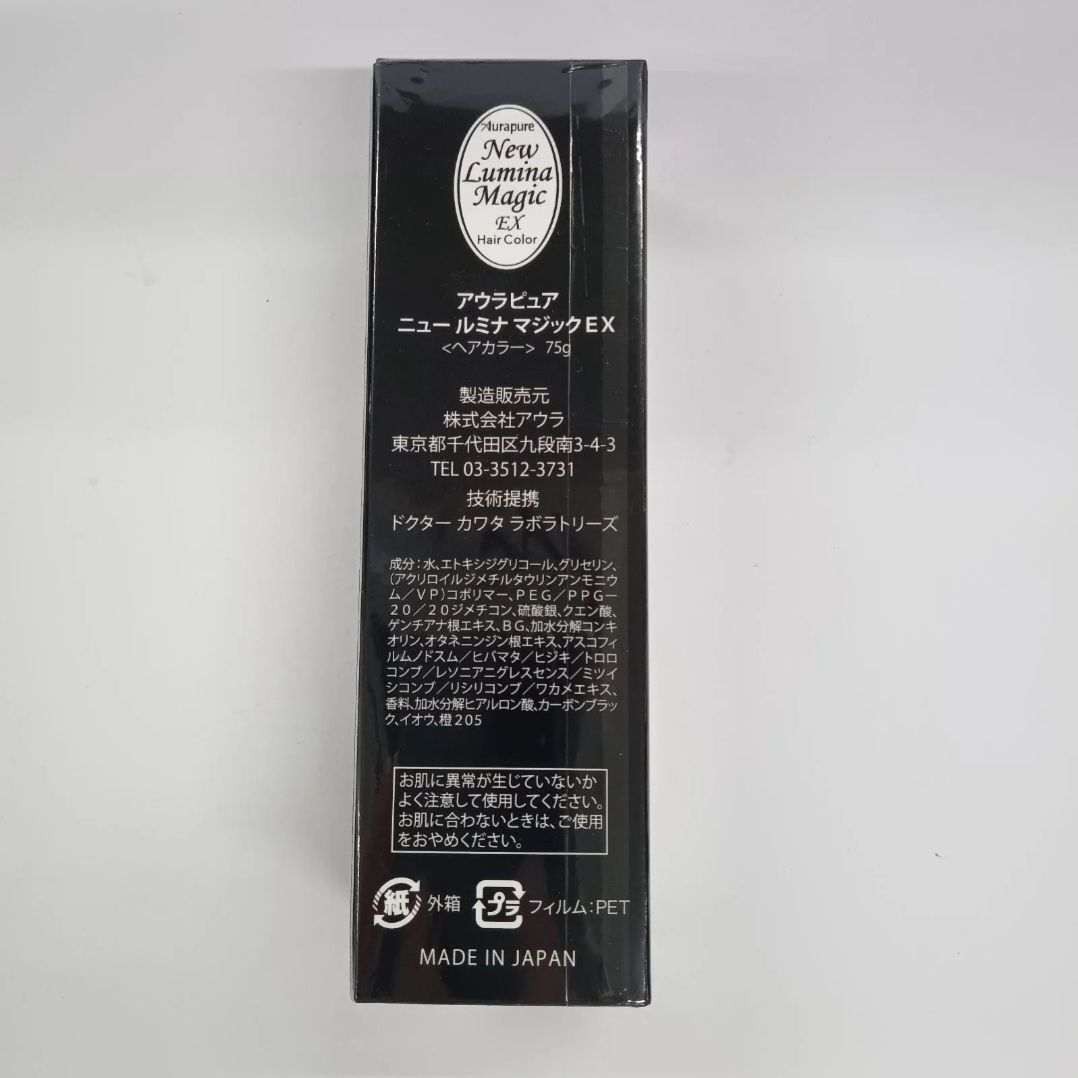 Aurapure
New
Lumina
Magic
EX
Hair Color
アウラピュア
ニュー ルミナ マジックEX
<ヘアカラー> 75g
製造販売元
株式会社アウラ
東京都千代田区九段南3-4-3
TEL 03-3512-3731
技術提携
ドクター カワタ ラボラトリーズ
成分：水、エトキシジグリコール、グリセリン、
（アクリロイルジメチルタウリンアンモニウ
ム／ＶＰ）コポリマー、ＰＥＧ／ＰＰＧ－
２０／２０ジメチコン、硫酸銀、クエン酸、
ゲンチアナ根エキス、ＢＧ、加水分解コンキ
オリン、オタネニンジン根エキス、アスコフィ
ルムノドスム／ヒバマタ／ヒジキ／トロロ
コンブ／レソニアニグレスセンス／ミツイ
シコンブ／リシリコンブ／ワカメエキス、
香料、加水分解ヒアルロン酸、カーボンブラッ
ク、イオウ、橙２０５
お肌に異常が生じていないか
よく注意して使用してください。
お肌に合わないときは、ご使用
をおやめください。
紙 外箱 プラ フィルム：PET
MADE IN JAPAN